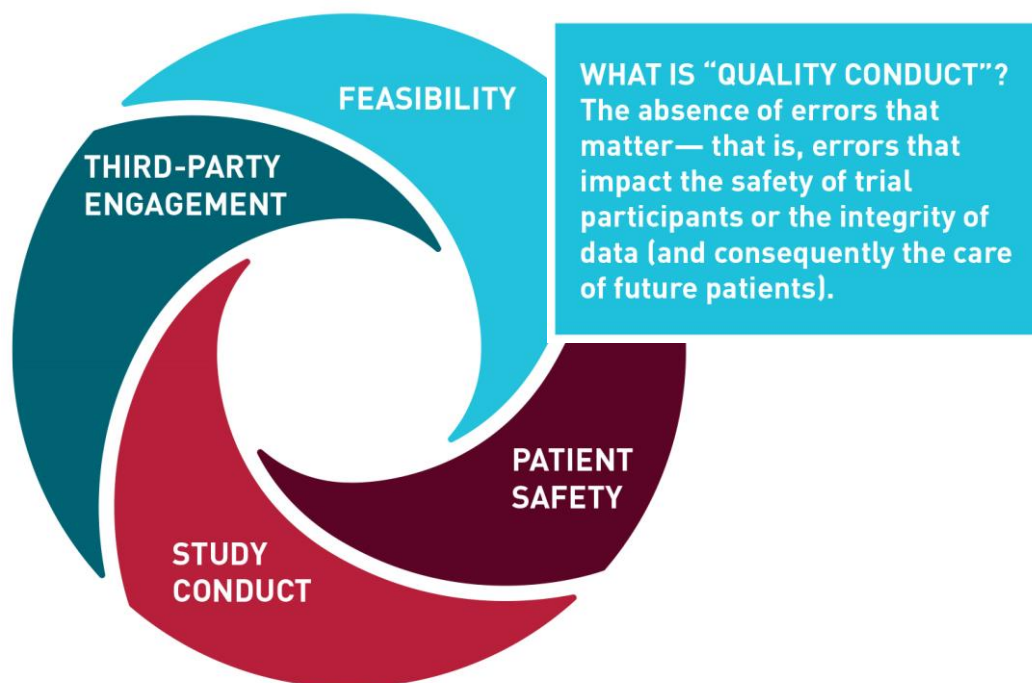 FEASIBILITY
WHAT IS “QUALITY CONDUCT”?
The absence of errors that
matter— that is, errors that
impact the safety of trial
participants or the integrity of
data (and consequently the care
of future patients).
THIRD-PARTY
ENGAGEMENT
PATIENT
SAFETY
STUDY
CONDUCT